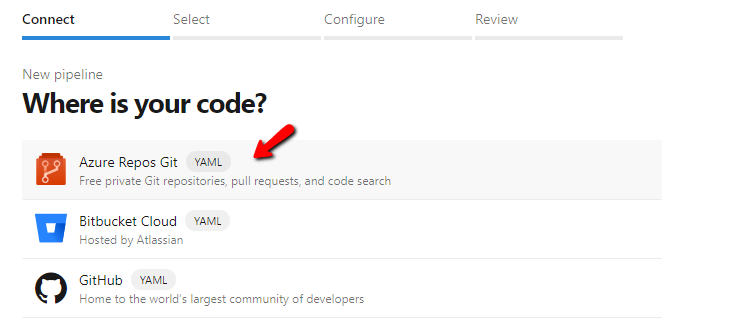 Connect Select Configure Review
New pipeline
Where is your code?
Azure Repos Git YAML
Free private Git repositories, pull requests, and code search
Bitbucket Cloud YAML
Hosted by Atlassian
GitHub YAML
Home to the world's largest community of developers